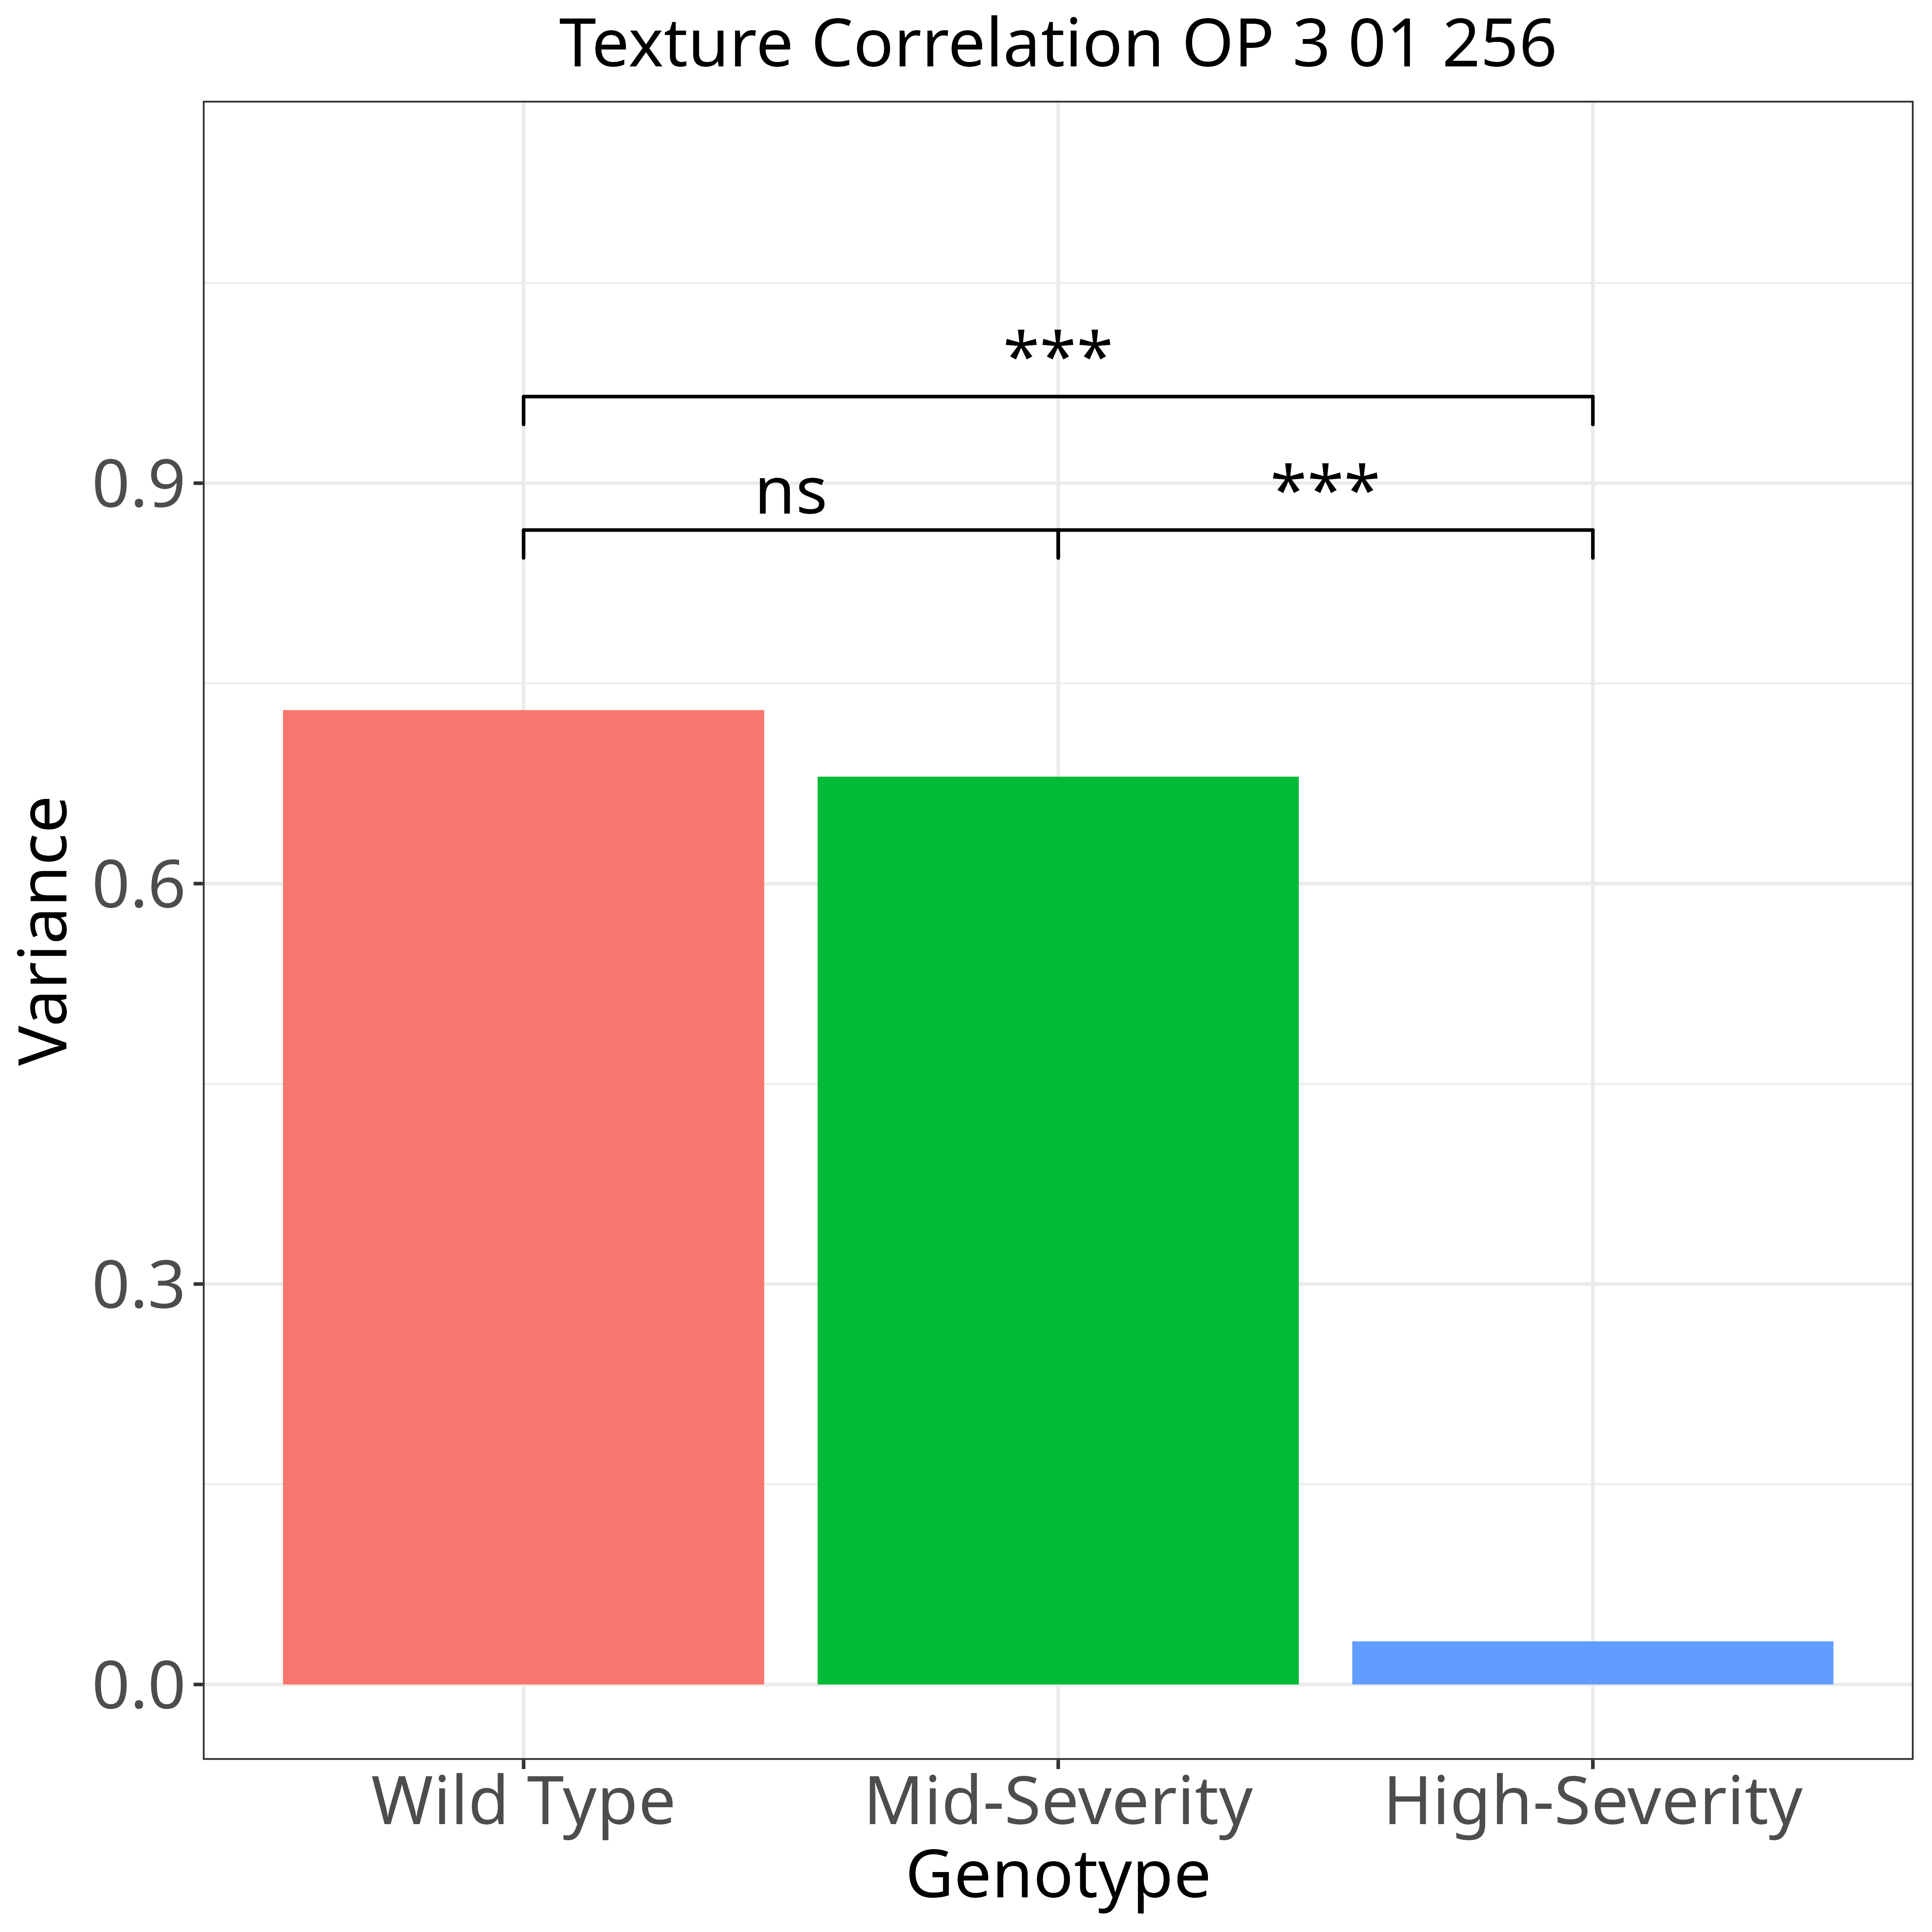 Texture Correlation OP 3 01 256
***
ns ***
0.9
0.6
0.3
0.0
Variance
Wild Type Mid-Severity High-Severity
Genotype